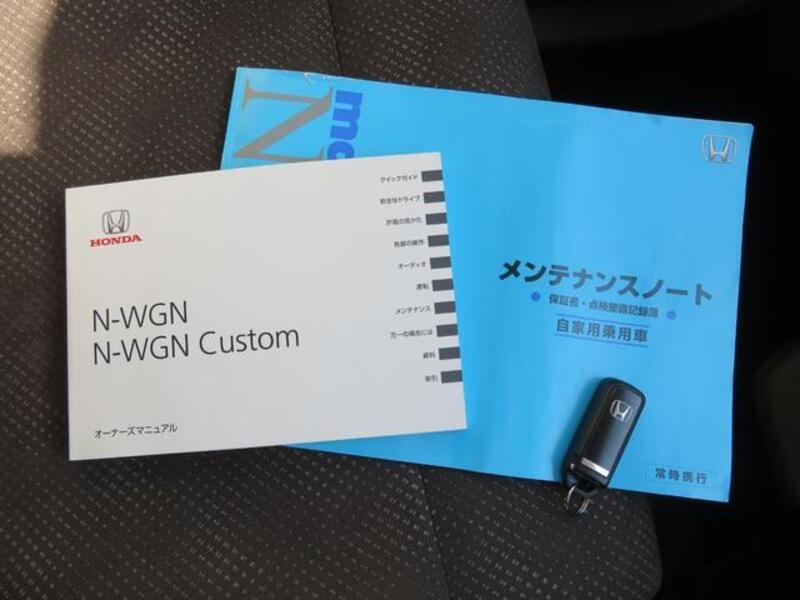 HONDA
N-WGN
N-WGN Custom
オーナーズマニュアル
クイックガイド
安全なドライブ
計器の見かた
各部の操作
オーディオ
運転
メンテナンス
万一の場合には
資料
索引
N
ma
メンテナンスノート
保証書・点検整備記録簿
自家用乗用車
常時携行